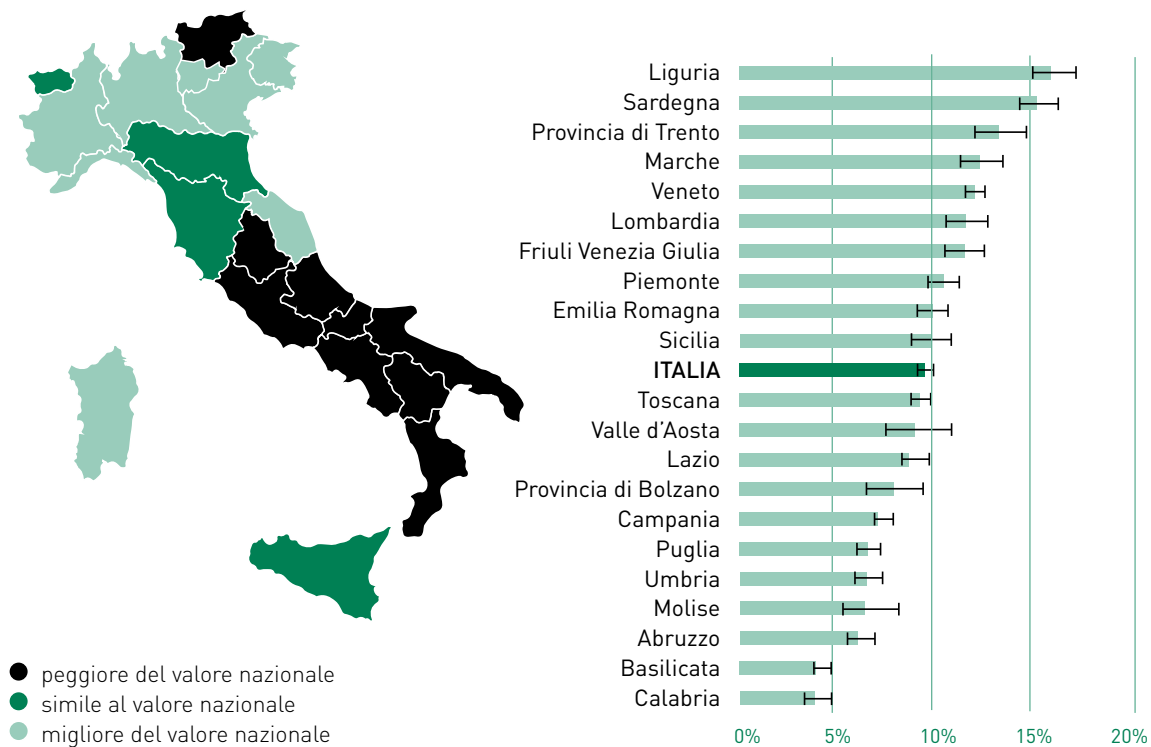 Liguria
Sardegna
Provincia di Trento
Marche
Veneto
Lombardia
Friuli Venezia Giulia
Piemonte
Emilia Romagna
Sicilia
ITALIA
Toscana
Valle d'Aosta
Lazio
Provincia di Bolzano
Campania
Puglia
Umbria
Molise
Abruzzo
Basilicata
Calabria
0% 5% 10% 15% 20%
peggiore del valore nazionale
simile al valore nazionale
migliore del valore nazionale